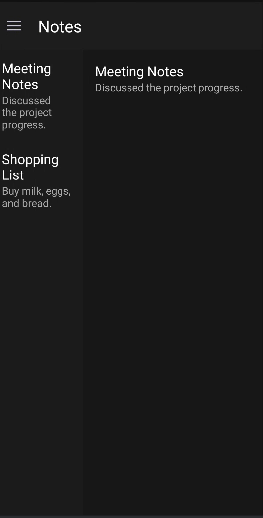 Notes
Meeting
Notes
Discussed
the project
progress.
Shopping
List
Buy milk, eggs,
and bread.
Meeting Notes
Discussed the project progress.